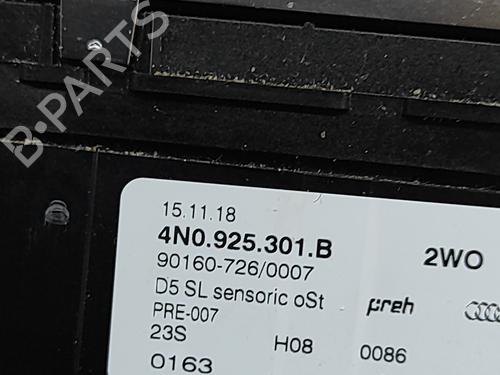 B-PARTS
15.11.18
4N0.925.301.B 2WO
90160-726/0007
D5 SL sensoric oSt preh
PRE-007
23S H08 0086
0163